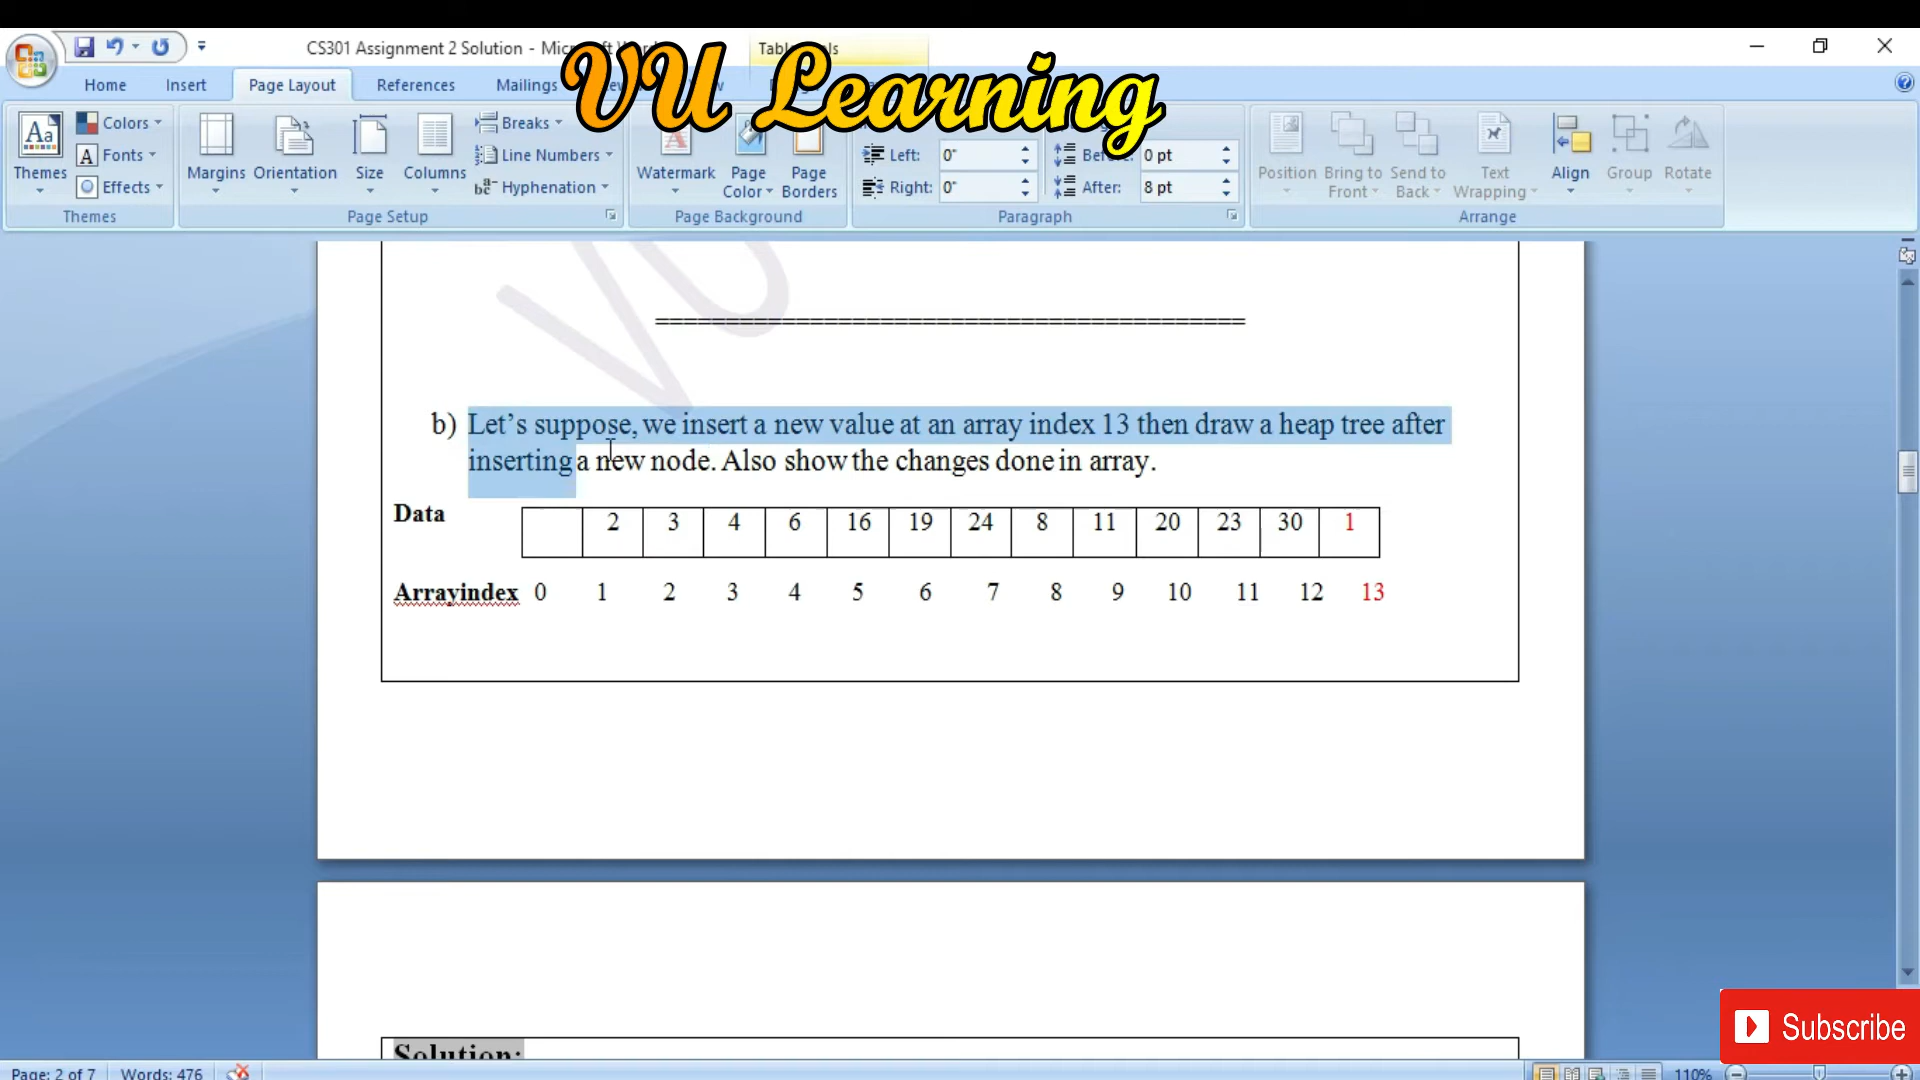 CS301 Assignment 2 Solution - Mic
VU Learning
Home Insert Page Layout References Mailings
Themes
Colors
Fonts
Effects
Themes
Margins Orientation Size Columns
Breaks
Line Numbers
Hyphenation
Page Setup
Watermark Page Color Page Borders
Page Background
Left: 0"
Right: 0"
Before: 0 pt
After: 8 pt
Paragraph
Position Bring to Front Send to Back Text Wrapping Align Group Rotate
Arrange
=========================================
b) Let's suppose, we insert a new value at an array index 13 then draw a heap tree after
inserting a new node. Also show the changes done in array.
Data 2 3 4 6 16 19 24 8 11 20 23 30 1
Arrayindex 0 1 2 3 4 5 6 7 8 9 10 11 12 13
Solution:
Subscribe
Page: 2 of 7 Words: 476 110%